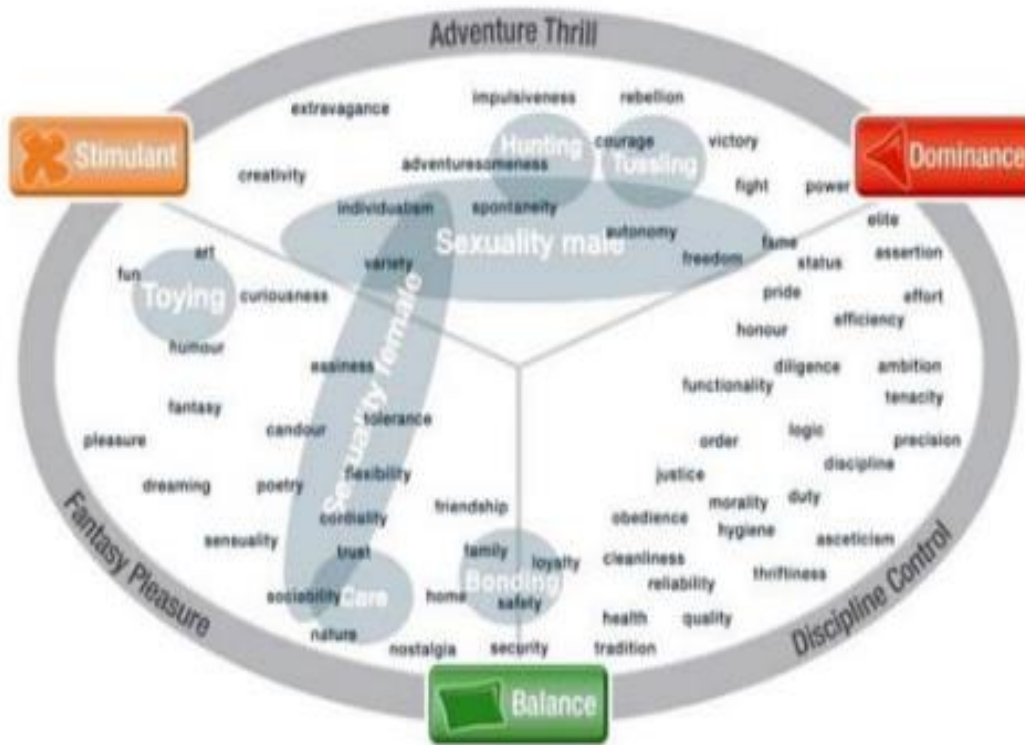 Adventure Thrill
extravagance
impulsiveness
rebellion
Stimulant
Hunting
courage
Tussling
victory
Dominance
creativity
adventuresomeness
fight
power
individualism
spontaneity
elite
Sexuality male
autonomy
fame
art
variety
freedom
status
assertion
fun
Toying
curiousness
pride
effort
honour
efficiency
humour
easiness
Sexuality female
functionality
diligence
ambition
tenacity
fantasy
candour
tolerance
pleasure
order
logic
precision
dreaming
poetry
flexibility
justice
discipline
friendship
morality
duty
cordiality
obedience
hygiene
sensuality
asceticism
trust
family
loyalty
cleanliness
Bonding
reliability
thriftiness
sociability
Care
home
safety
nature
health
quality
nostalgia
security
tradition
Fantasy Pleasure
Discipline Control
Balance